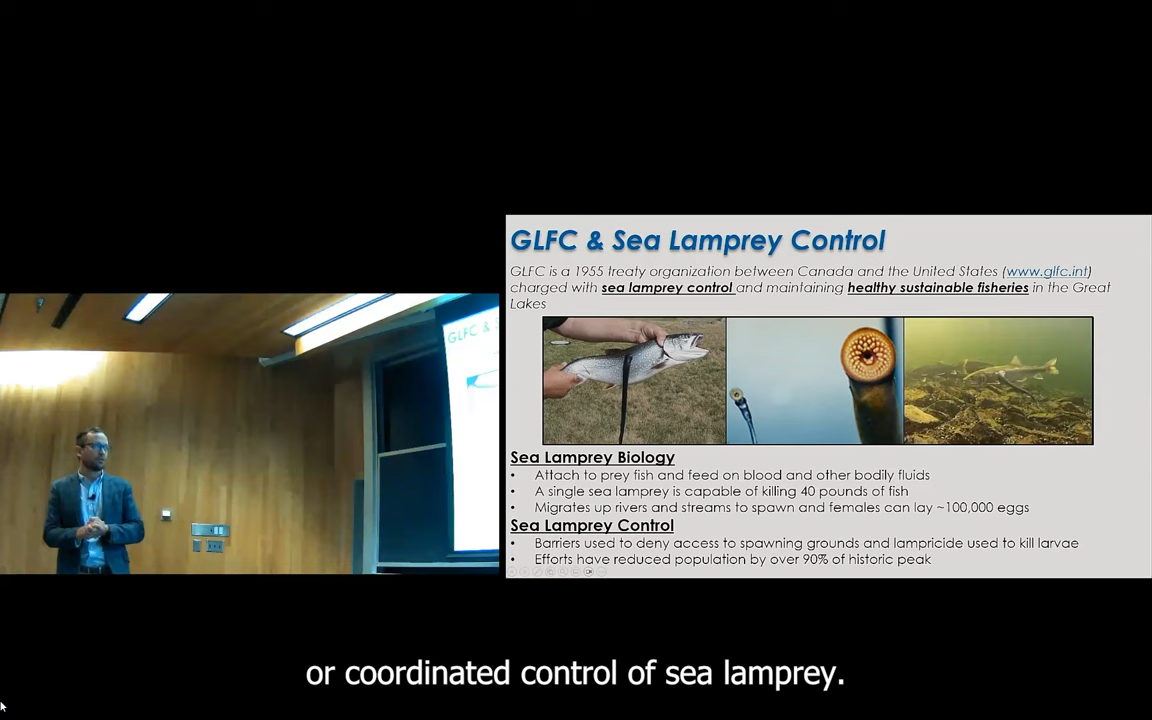 GLFC & Sea Lamprey Control
GLFC is a 1955 treaty organization between Canada and the United States (www.glfc.int)
charged with sea lamprey control and maintaining healthy sustainable fisheries in the Great
Lakes
GLFC & S
Sea Lamprey Biology
• Attach to prey fish and feed on blood and other bodily fluids
• A single sea lamprey is capable of killing 40 pounds of fish
• Migrates up rivers and streams to spawn and females can lay ~100,000 eggs
Sea Lamprey Control
• Barriers used to deny access to spawning grounds and lampricide used to kill larvae
• Efforts have reduced population by over 90% of historic peak
or coordinated control of sea lamprey.